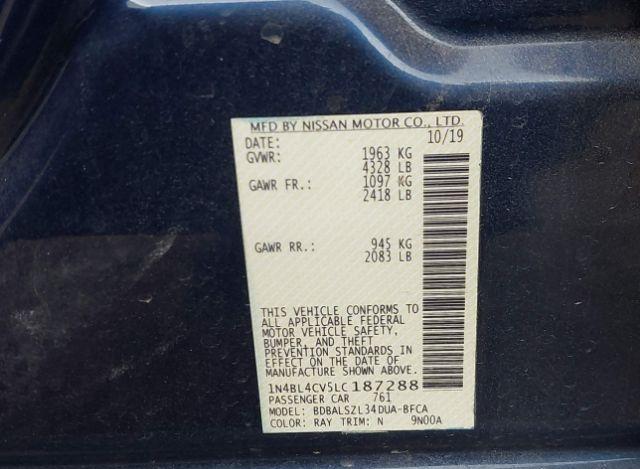 MFD BY NISSAN MOTOR CO., LTD.
DATE: 10/19
GVWR: 1963 KG
4328 LB
GAWR FR.: 1097 KG
2418 LB
GAWR RR.: 945 KG
2083 LB
THIS VEHICLE CONFORMS TO
ALL APPLICABLE FEDERAL
MOTOR VEHICLE SAFETY,
BUMPER, AND THEFT
PREVENTION STANDARDS IN
EFFECT ON THE DATE OF
MANUFACTURE SHOWN ABOVE.
1N4BL4CV5LC187288
PASSENGER CAR 761
MODEL: BDBALSZL34DUA-BFCA
COLOR: RAY TRIM: N 9N00A